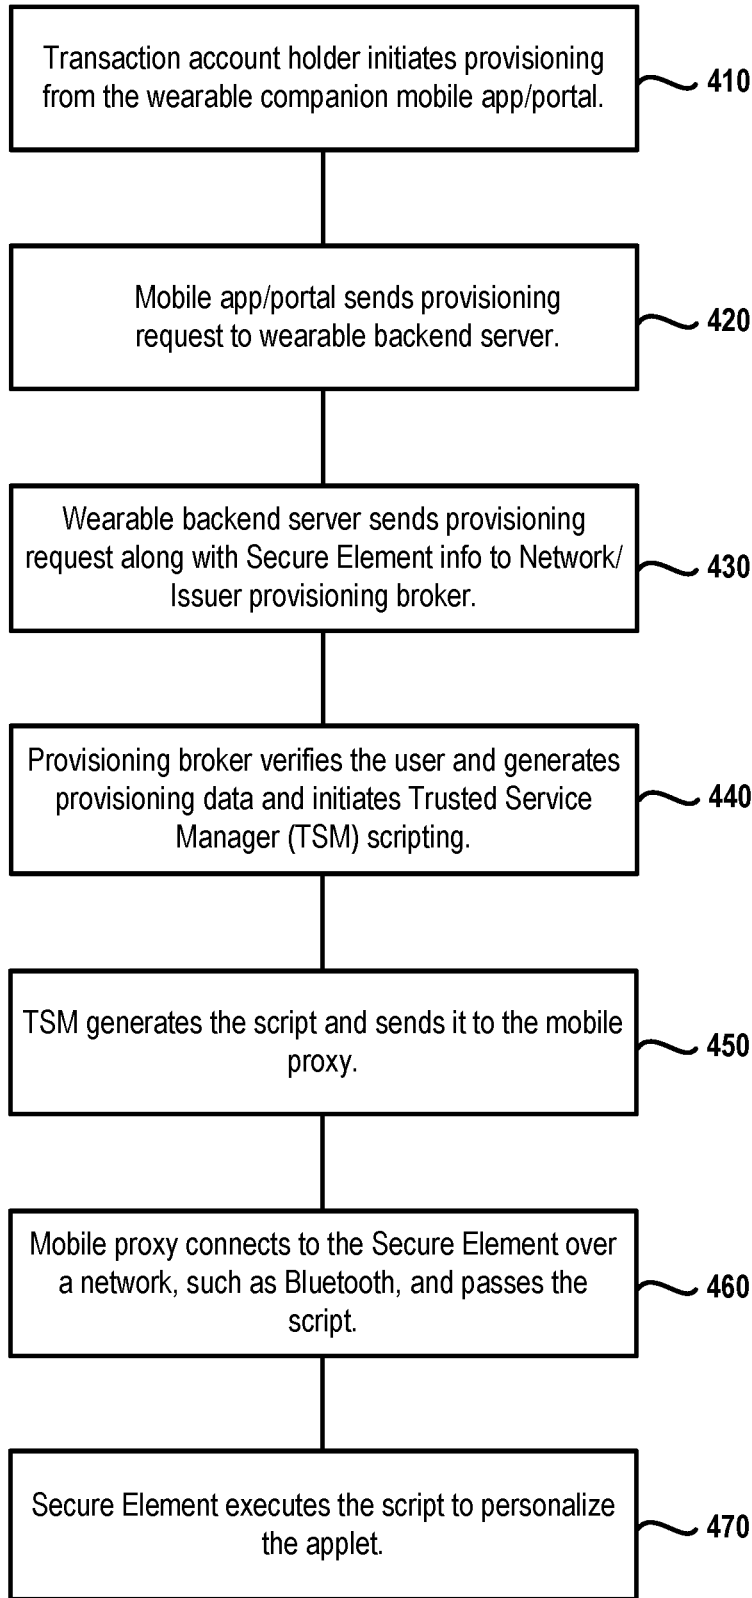 Transaction account holder initiates provisioning
from the wearable companion mobile app/portal.
410
Mobile app/portal sends provisioning
request to wearable backend server.
420
Wearable backend server sends provisioning
request along with Secure Element info to Network/
Issuer provisioning broker.
430
Provisioning broker verifies the user and generates
provisioning data and initiates Trusted Service
Manager (TSM) scripting.
440
TSM generates the script and sends it to the mobile
proxy.
450
Mobile proxy connects to the Secure Element over
a network, such as Bluetooth, and passes the
script.
460
Secure Element executes the script to personalize
the applet.
470